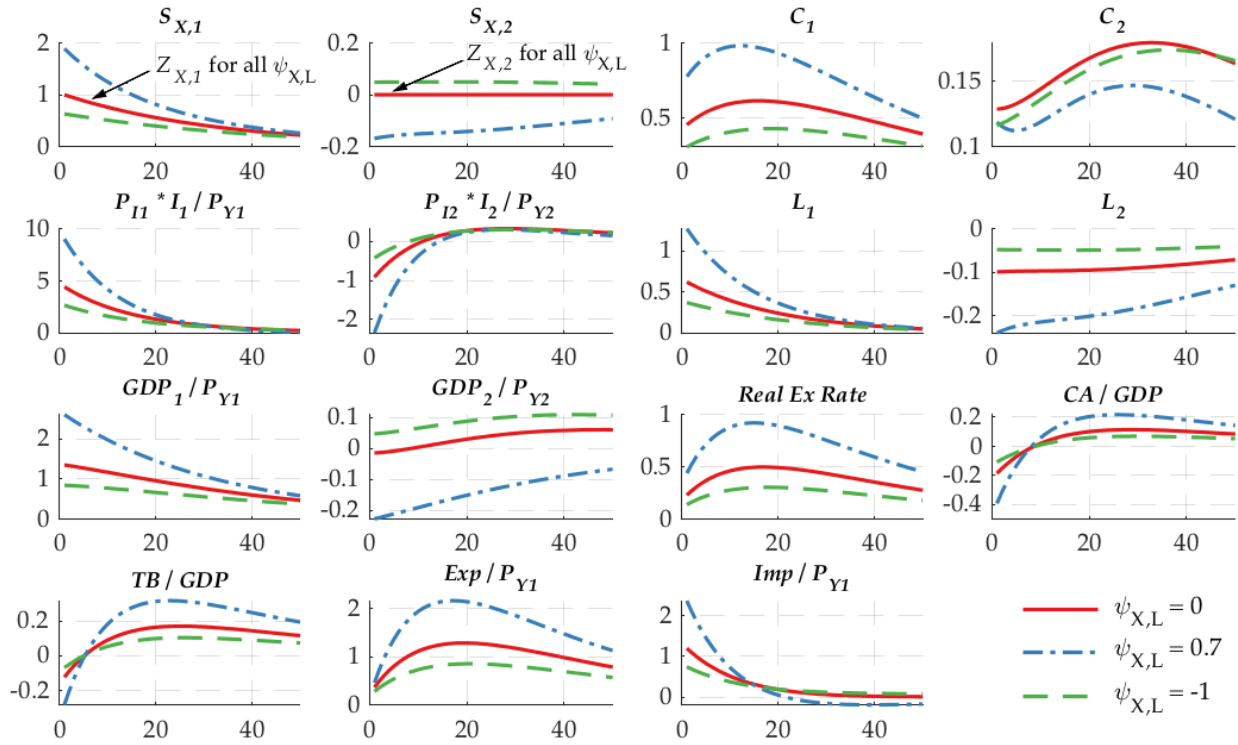 S_{X,1} S_{X,2} C_1 C_2
2 0.2 1
Z_{X,1} for all ψ_{X,L} Z_{X,2} for all ψ_{X,L}
0.15
1 0 0.5
0 -0.2 0.1
0 20 40 0 20 40 0 20 40 0 20 40
P_{I1} * I_1 / P_{Y1} P_{I2} * I_2 / P_{Y2} L_1 L_2
10 0 1 0
5 -1 0.5 -0.1
0 -2 0 -0.2
0 20 40 0 20 40 0 20 40 0 20 40
GDP_1 / P_{Y1} GDP_2 / P_{Y2} Real Ex Rate CA / GDP
2 0.1 1 0.2
0 0
1 -0.1 0.5 -0.2
0 -0.2 0 -0.4
0 20 40 0 20 40 0 20 40 0 20 40
TB / GDP Exp / P_{Y1} Imp / P_{Y1}
0.2 2 2
0 1 1
-0.2 0 0
0 20 40 0 20 40 0 20 40
ψ_{X,L} = 0
ψ_{X,L} = 0.7
ψ_{X,L} = -1